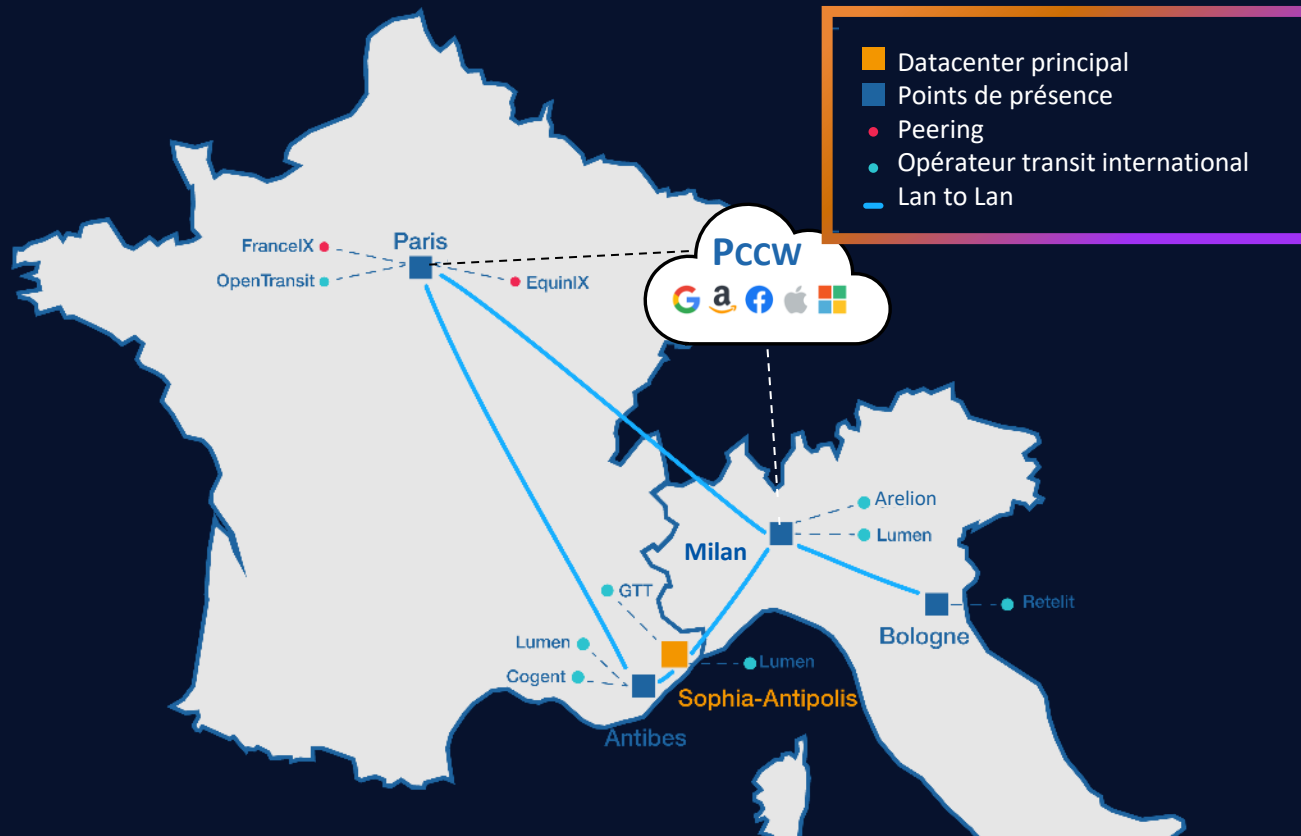 Datacenter principal
Points de présence
Peering
Opérateur transit international
Lan to Lan
Pccw
Paris
FranceIX
OpenTransit
EquinIX
Arelion
Lumen
Milan
GTT
Retelit
Bologne
Lumen
Cogent
Lumen
Sophia-Antipolis
Antibes